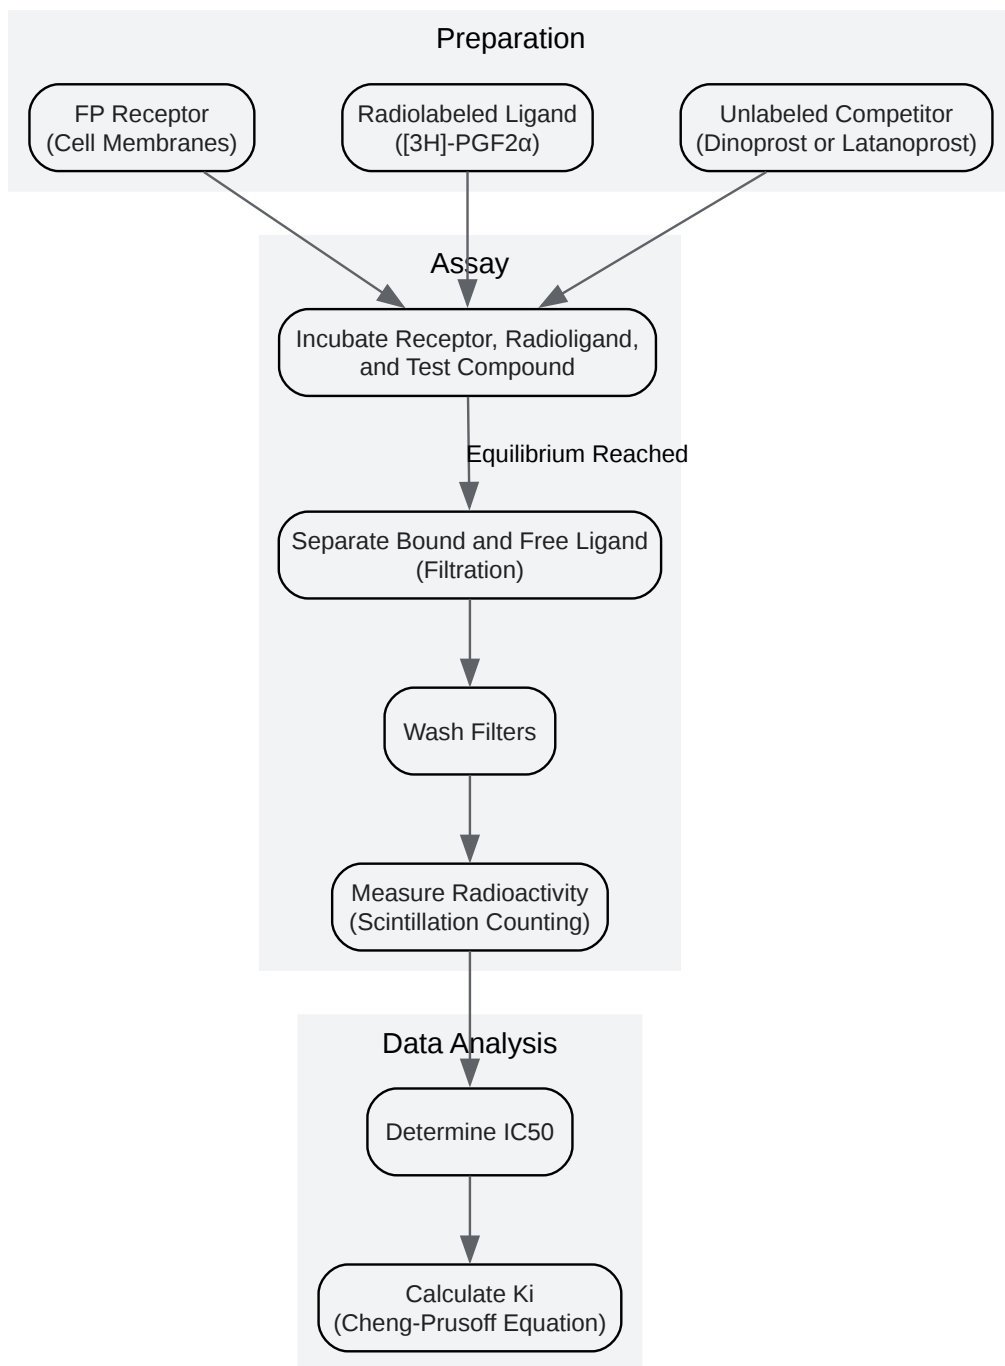 Preparation
FP Receptor
(Cell Membranes)
Radiolabeled Ligand
([3H]-PGF2α)
Unlabeled Competitor
(Dinoprost or Latanoprost)
Assay
Incubate Receptor, Radioligand,
and Test Compound
Equilibrium Reached
Separate Bound and Free Ligand
(Filtration)
Wash Filters
Measure Radioactivity
(Scintillation Counting)
Data Analysis
Determine IC50
Calculate Ki
(Cheng-Prusoff Equation)